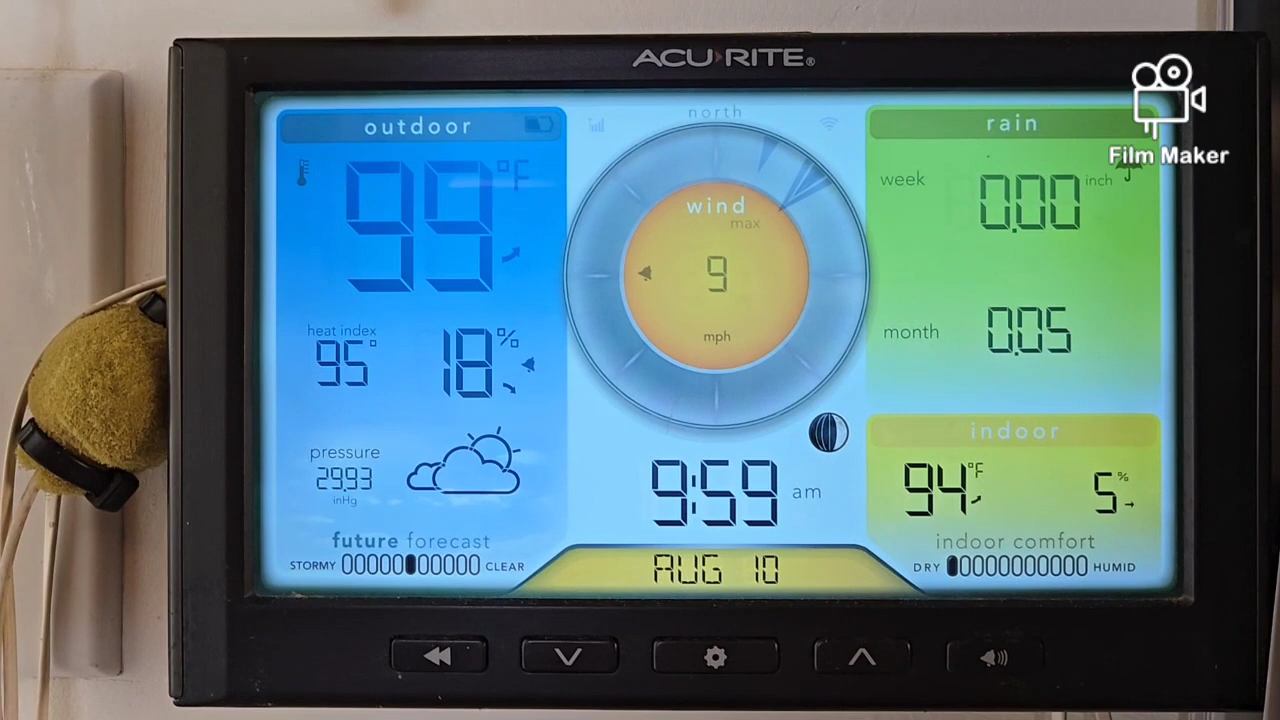 ACU›RITE®
Film Maker
outdoor
99 °F
heat index
95°
18%
pressure
29.93
inHg
future forecast
STORMY CLEAR
north
wind
max
9
mph
9:59 am
AUG 10
rain
week 0.00 inch
month 0.05
indoor
94 °F 5%
indoor comfort
DRY HUMID